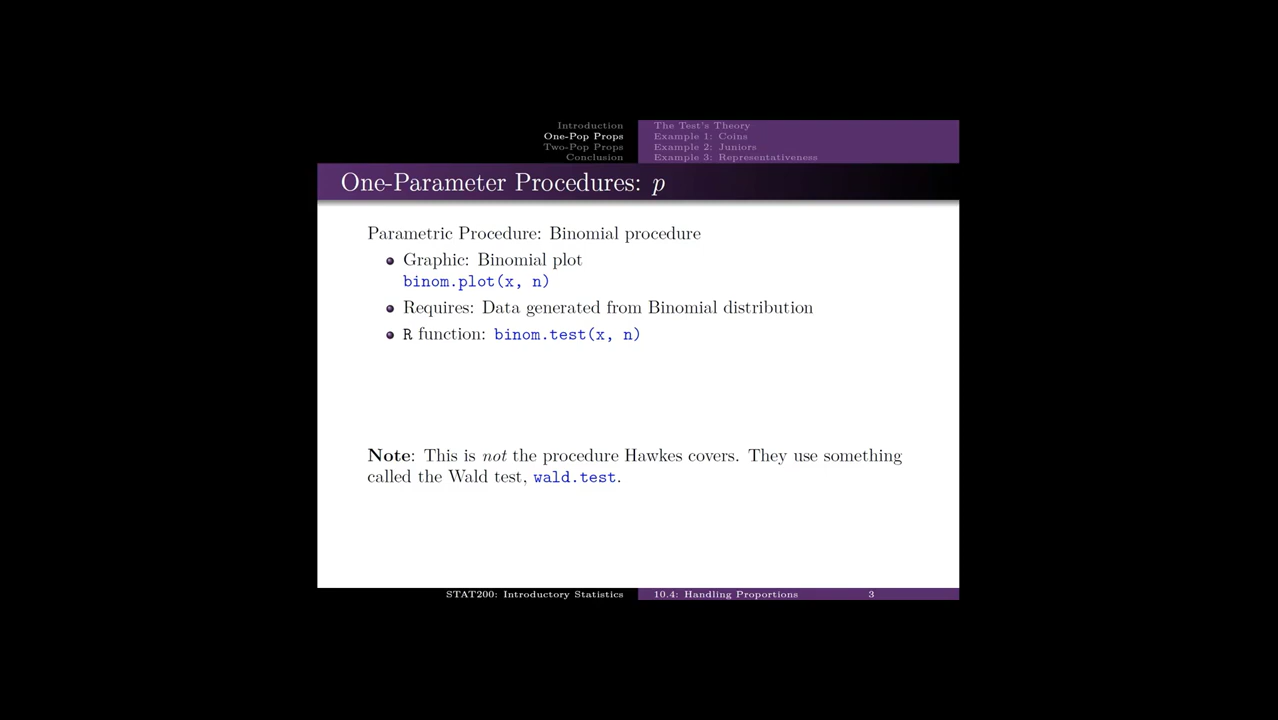 Introduction
One-Pop Props
Two-Pop Props
Conclusion
The Test's Theory
Example 1: Coins
Example 2: Juniors
Example 3: Representativeness
One-Parameter Procedures: p
Parametric Procedure: Binomial procedure
Graphic: Binomial plot
binom.plot(x, n)
Requires: Data generated from Binomial distribution
R function: binom.test(x, n)
Note: This is not the procedure Hawkes covers. They use something
called the Wald test, wald.test.
STAT200: Introductory Statistics
10.4: Handling Proportions 3